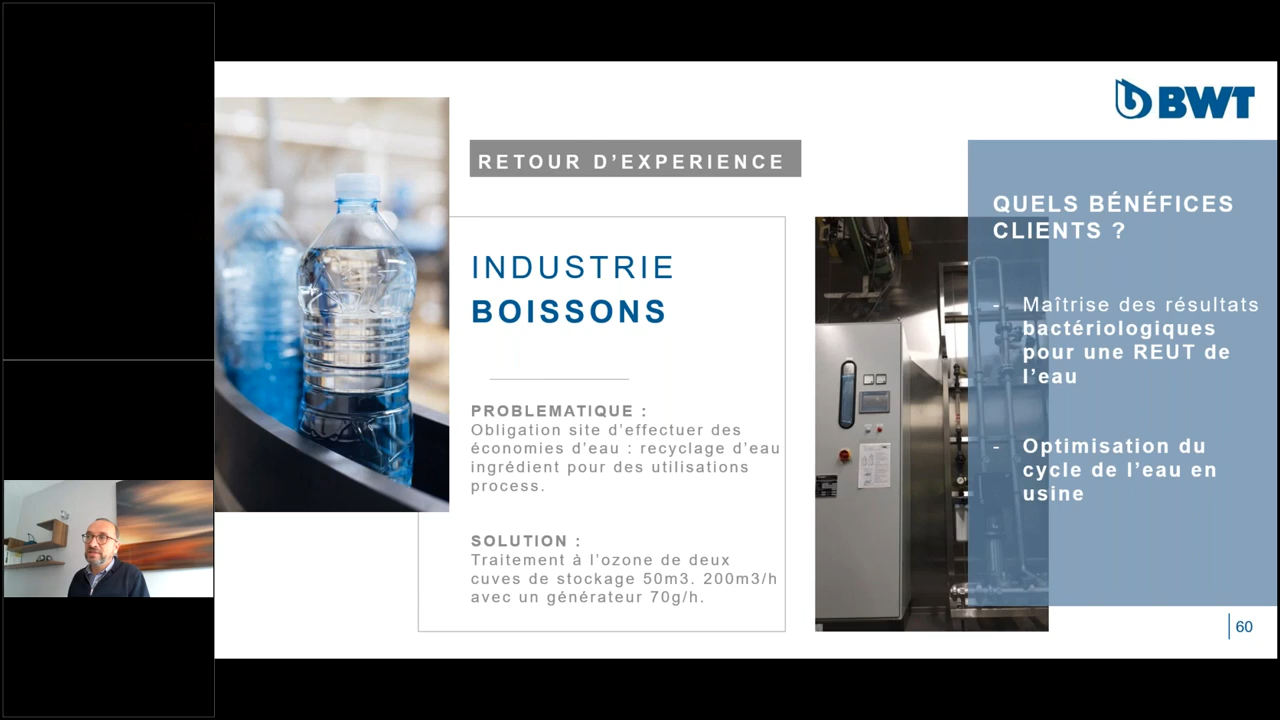 BWT
RETOUR D’EXPERIENCE
INDUSTRIE
BOISSONS
PROBLEMATIQUE :
Obligation site d’effectuer des
économies d’eau : recyclage d’eau
ingrédient pour des utilisations
process.
SOLUTION :
Traitement à l’ozone de deux
cuves de stockage 50m3. 200m3/h
avec un générateur 70g/h.
QUELS BÉNÉFICES
CLIENTS ?
- Maîtrise des résultats
bactériologiques
pour une REUT de
l’eau
- Optimisation du
cycle de l’eau en
usine
60